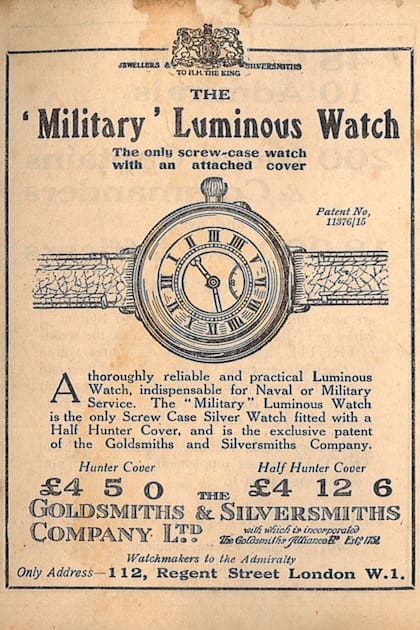 JEWELLERS & SILVERSMITHS
TO H.M. THE KING
THE
'Military' Luminous Watch
The only screw-case watch
with an attached cover
Patent No,
11376/15
A thoroughly reliable and practical Luminous
Watch, indispensable for Naval or Military
Service. The "Military" Luminous Watch
is the only Screw Case Silver Watch fitted with a
Half Hunter Cover, and is the exclusive patent
of the Goldsmiths and Silversmiths Company.
Hunter Cover Half Hunter Cover
£4 5 0 £4 12 6
THE
GOLDSMITHS & SILVERSMITHS
COMPANY LTD with which is incorporated
The Goldsmiths Alliance Ld Estd 1751.
Watchmakers to the Admiralty
Only Address—112, Regent Street London W.1.